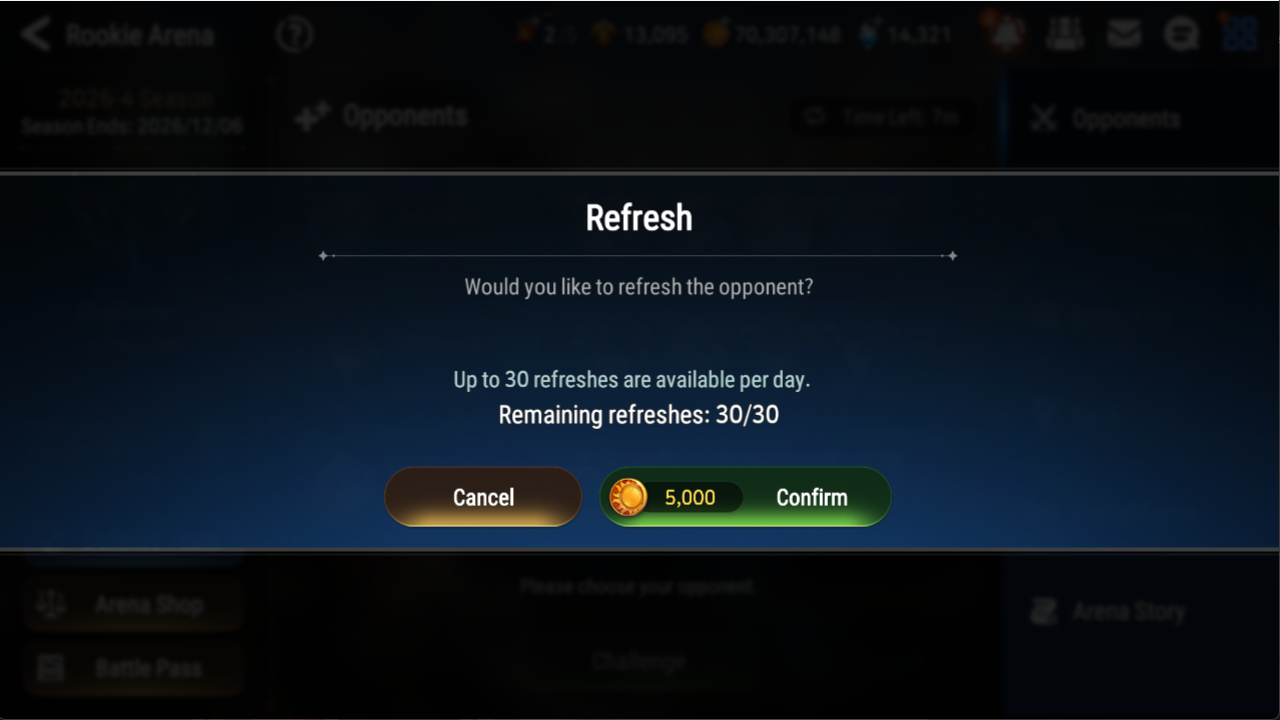 Rookie Arena
?
2/5
13,095
70,307,148
14,321
2026-4 Season
Season Ends: 2026/12/06
Opponents
Time Left: 7m
Opponents
Refresh
Would you like to refresh the opponent?
Up to 30 refreshes are available per day.
Remaining refreshes: 30/30
Cancel
5,000
Confirm
Please choose your opponent.
Arena Shop
Arena Story
Challenge
Battle Pass